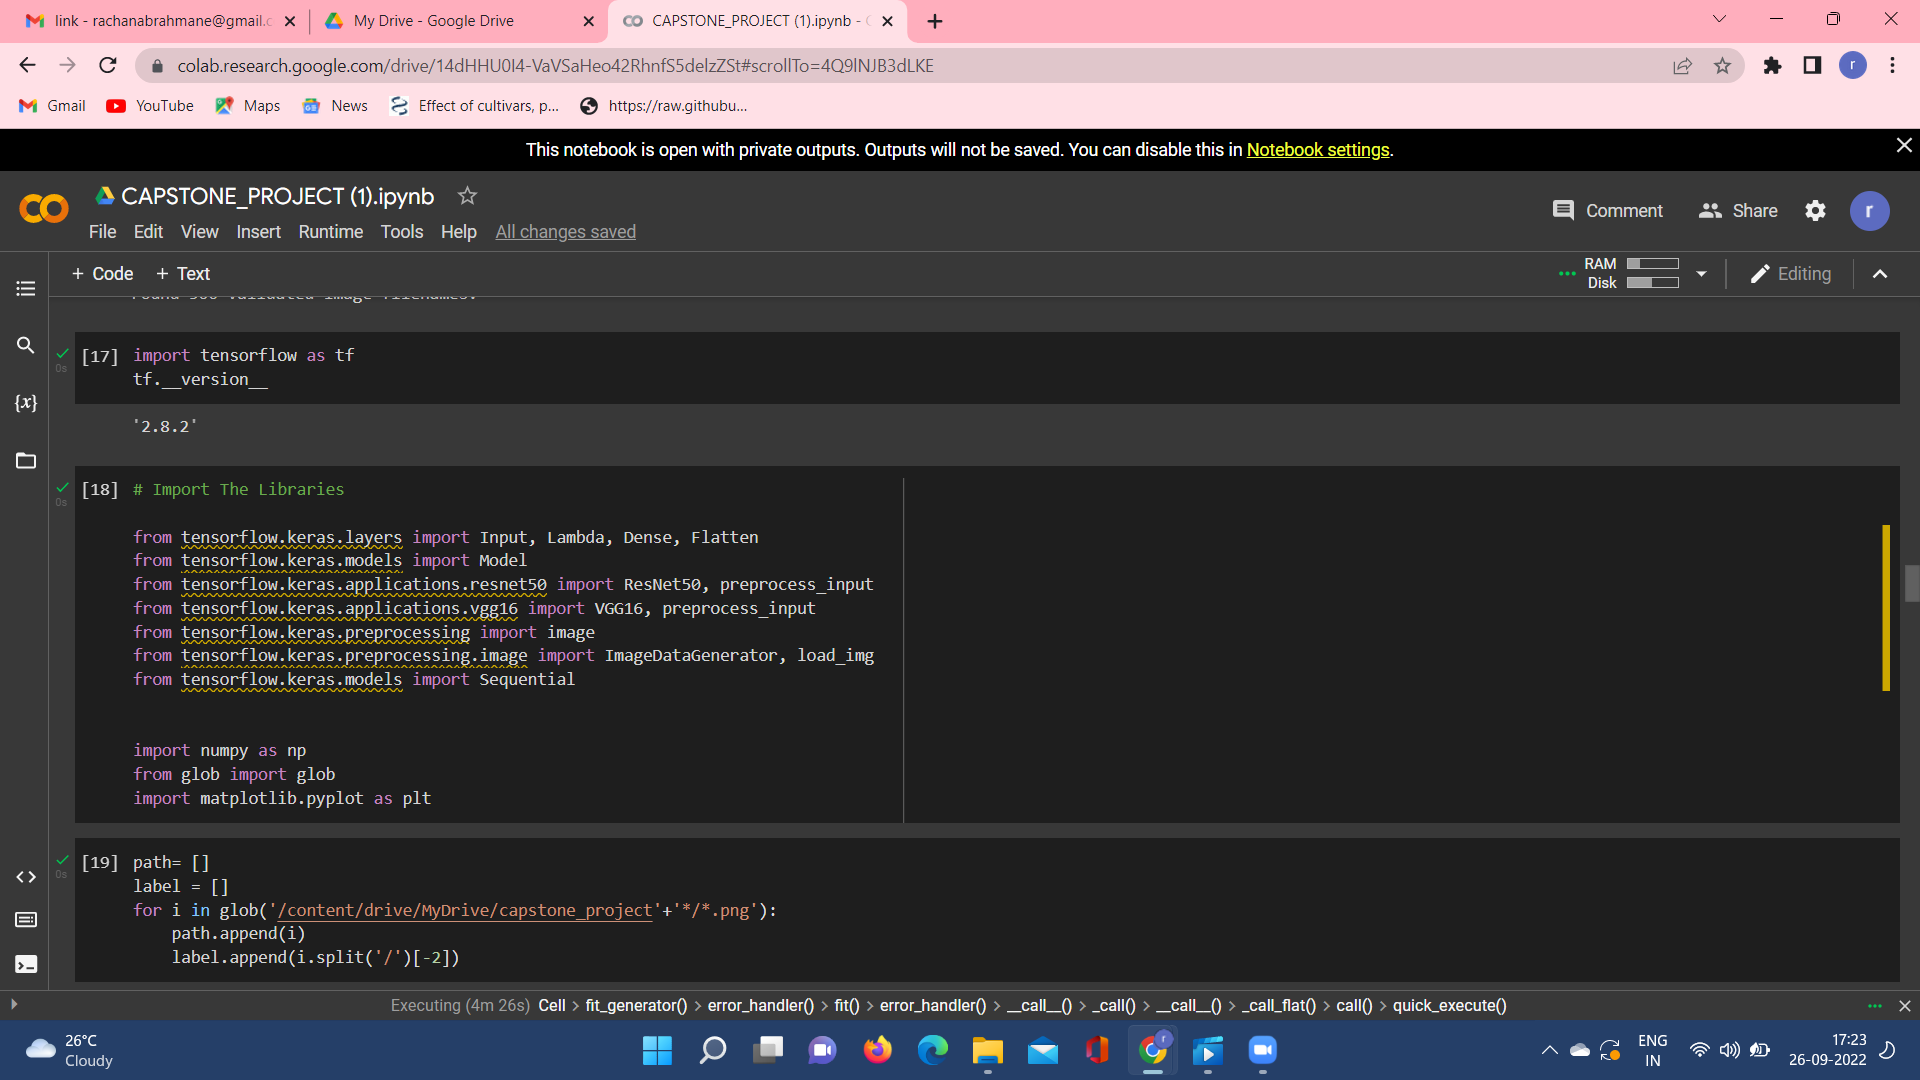 link - rachanabrahmane@gmail.c
My Drive - Google Drive
CAPSTONE_PROJECT (1).ipynb -
colab.research.google.com/drive/14dHHU0I4-VaVSaHeo42RhnfS5delzZSt#scrollTo=4Q9lNJB3dLKE
r
Gmail
YouTube
Maps
News
Effect of cultivars, p...
https://raw.githubu...
This notebook is open with private outputs. Outputs will not be saved. You can disable this in Notebook settings.
CAPSTONE_PROJECT (1).ipynb
Comment
Share
r
File Edit View Insert Runtime Tools Help All changes saved
+ Code + Text
RAM
Disk
Editing
[17] import tensorflow as tf
tf.__version__
0s
'2.8.2'
[18] # Import The Libraries
0s
from tensorflow.keras.layers import Input, Lambda, Dense, Flatten
from tensorflow.keras.models import Model
from tensorflow.keras.applications.resnet50 import ResNet50, preprocess_input
from tensorflow.keras.applications.vgg16 import VGG16, preprocess_input
from tensorflow.keras.preprocessing import image
from tensorflow.keras.preprocessing.image import ImageDataGenerator, load_img
from tensorflow.keras.models import Sequential
import numpy as np
from glob import glob
import matplotlib.pyplot as plt
[19] path= []
0s
label = []
for i in glob('/content/drive/MyDrive/capstone_project'+'*/*.png'):
path.append(i)
label.append(i.split('/')[-2])
Executing (4m 26s) Cell > fit_generator() > error_handler() > fit() > error_handler() > __call__() > _call() > __call__() > _call_flat() > call() > quick_execute()
26°C
Cloudy
ENG
IN
17:23
26-09-2022